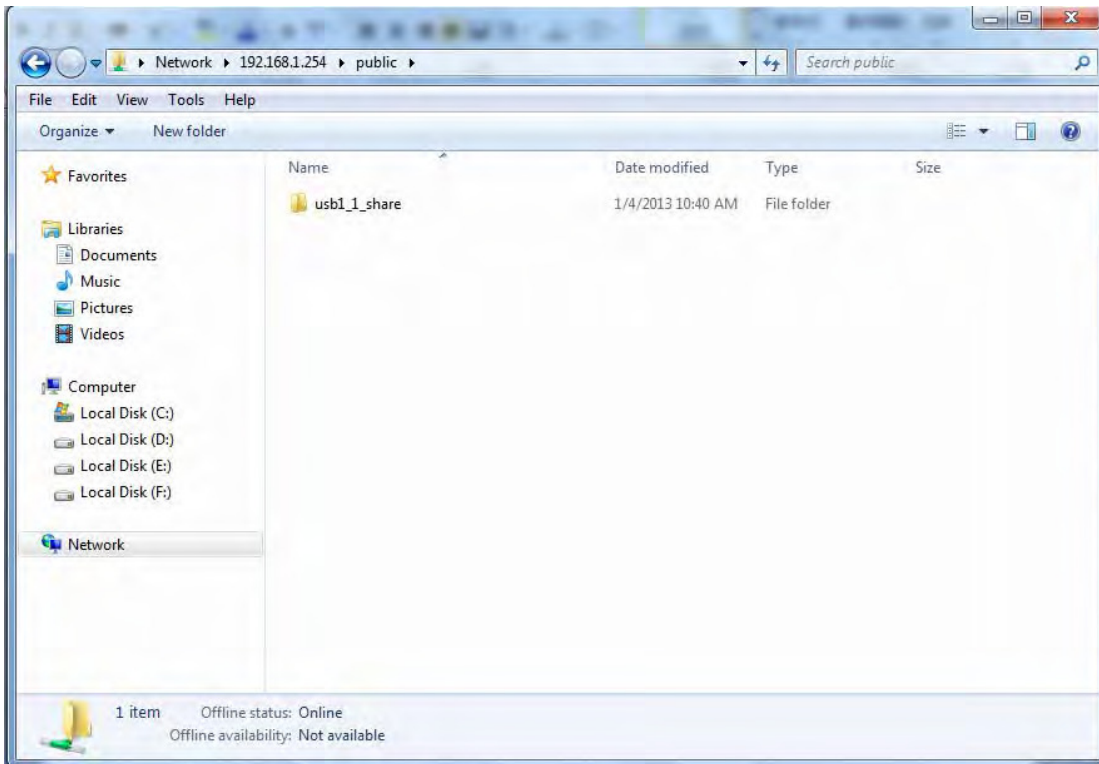 Network 192.168.1.254 public
Search public
File Edit View Tools Help
Organize New folder
Name Date modified Type Size
usb1_1_share 1/4/2013 10:40 AM File folder
Favorites
Libraries
Documents
Music
Pictures
Videos
Computer
Local Disk (C:)
Local Disk (D:)
Local Disk (E:)
Local Disk (F:)
Network
1 item Offline status: Online
Offline availability: Not available